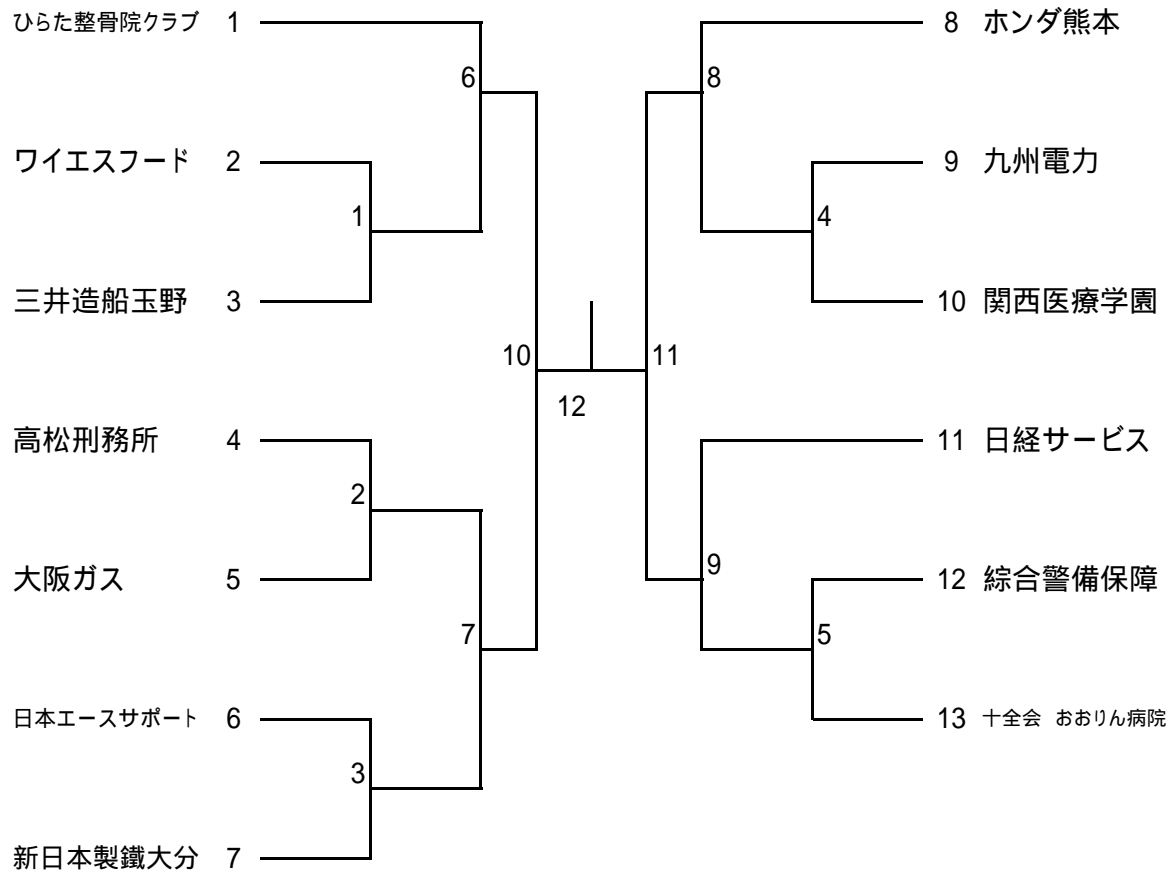 ひらた整骨院クラブ 1
8 ホンダ熊本
6
8
ワイエスフード 2
9 九州電力
1
4
三井造船玉野 3
10 関西医療学園
10
11
12
高松刑務所 4
11 日経サービス
2
大阪ガス 5
9
12 綜合警備保障
7
5
日本エースサポート 6
13 十全会 おおりん病院
3
新日本製鐵大分 7